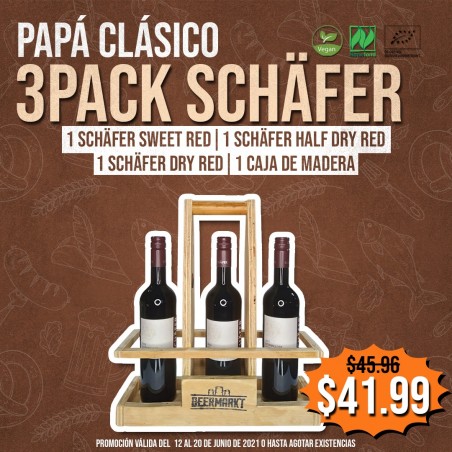 PAPÁ CLÁSICO
Vegan
3PACK SCHÄFER
1 SCHÄFER SWEET RED | 1 SCHÄFER HALF DRY RED
1 SCHÄFER DRY RED | 1 CAJA DE MADERA
BEERMARKT
$45.96
$41.99
PROMOCIÓN VÁLIDA DEL 12 AL 20 DE JUNIO DE 2021 O HASTA AGOTAR EXISTENCIAS